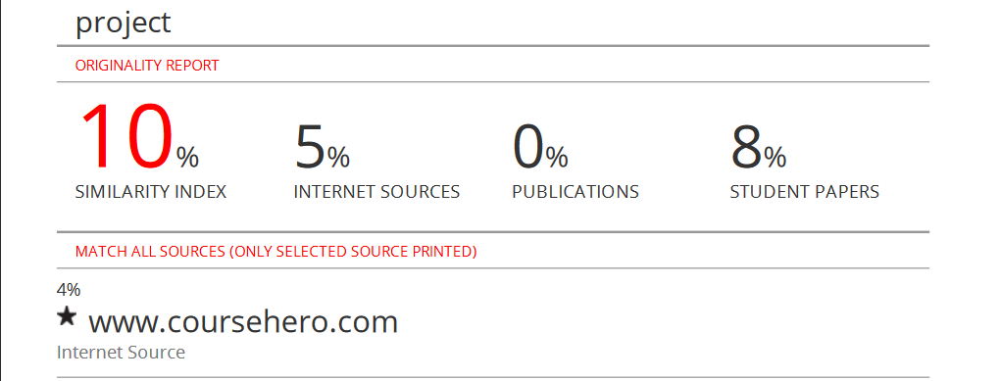 project
ORIGINALITY REPORT
10% 5% 0% 8%
SIMILARITY INDEX INTERNET SOURCES PUBLICATIONS STUDENT PAPERS
MATCH ALL SOURCES (ONLY SELECTED SOURCE PRINTED)
4%
★ www.coursehero.com
Internet Source